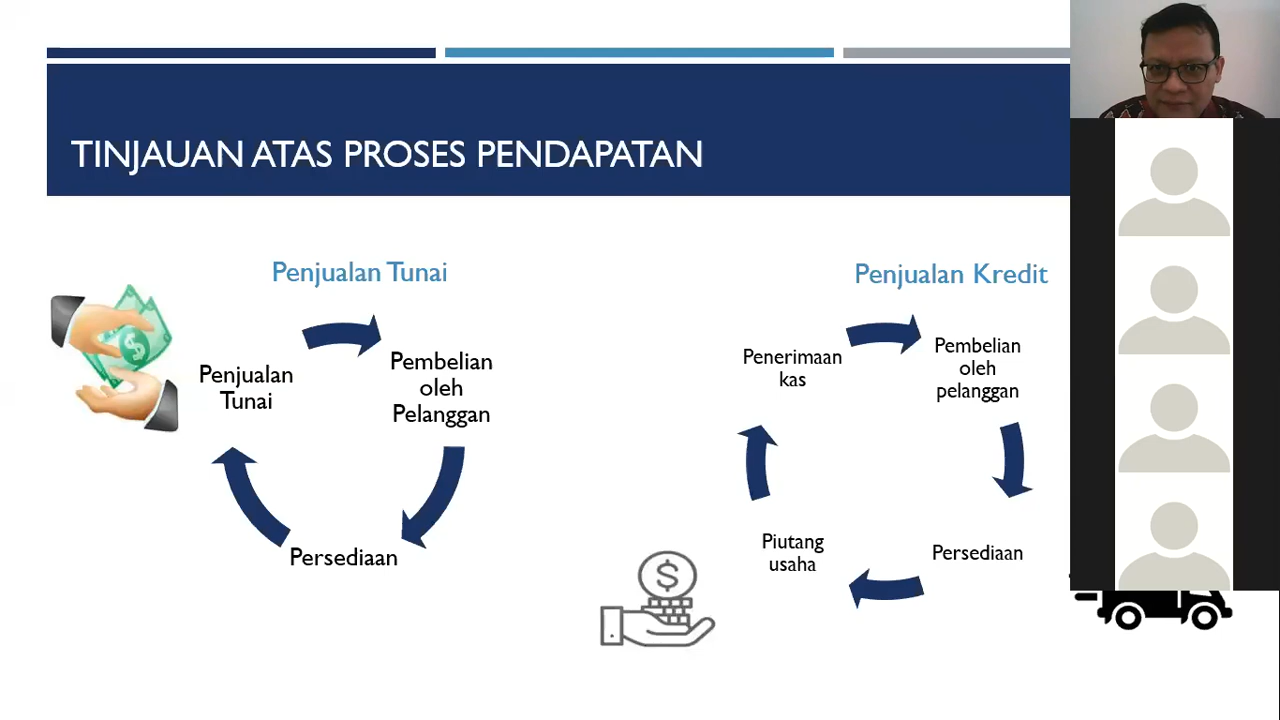 TINJAUAN ATAS PROSES PENDAPATAN
Penjualan Tunai
Penjualan
Tunai
Pembelian
oleh
Pelanggan
Persediaan
Penjualan Kredit
Penerimaan
kas
Pembelian
oleh
pelanggan
Persediaan
Piutang
usaha
$
$